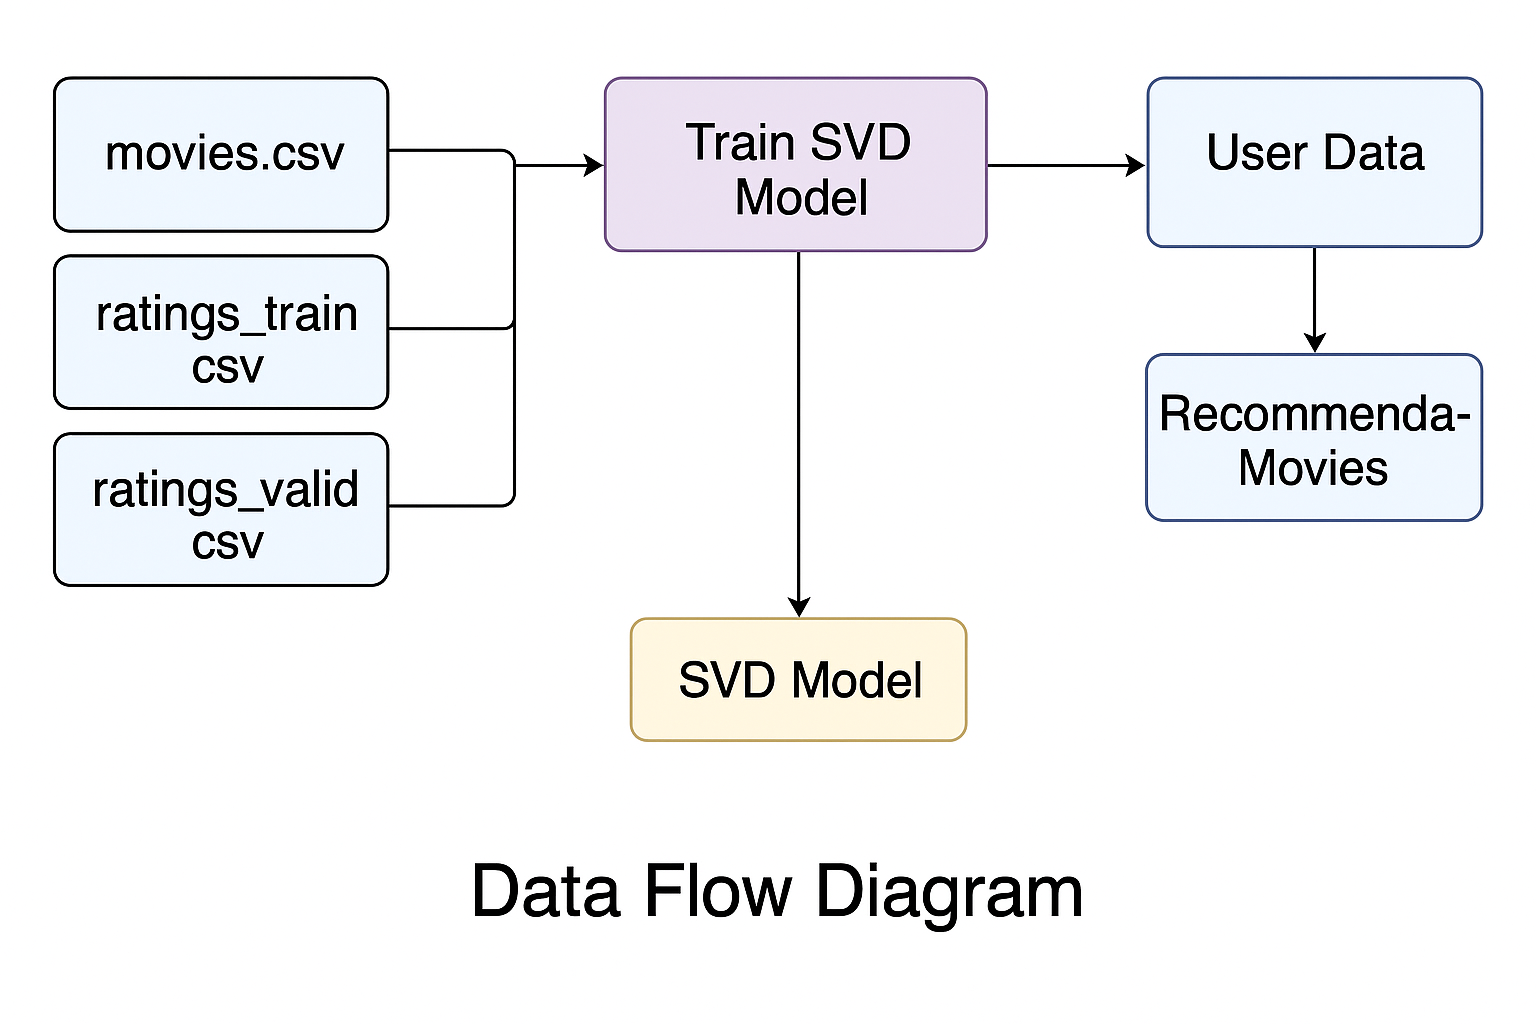 movies.csv
ratings_train
csv
ratings_valid
csv
Train SVD
Model
User Data
Recommenda-
Movies
SVD Model
Data Flow Diagram